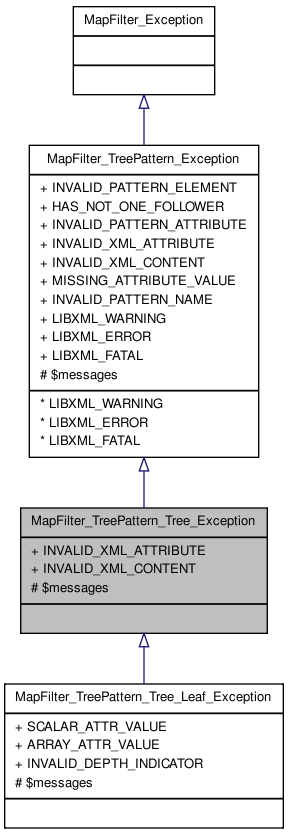 MapFilter_Exception
MapFilter_TreePattern_Exception
+ INVALID_PATTERN_ELEMENT
+ HAS_NOT_ONE_FOLLOWER
+ INVALID_PATTERN_ATTRIBUTE
+ INVALID_XML_ATTRIBUTE
+ INVALID_XML_CONTENT
+ MISSING_ATTRIBUTE_VALUE
+ INVALID_PATTERN_NAME
+ LIBXML_WARNING
+ LIBXML_ERROR
+ LIBXML_FATAL
# $messages
* LIBXML_WARNING
* LIBXML_ERROR
* LIBXML_FATAL
MapFilter_TreePattern_Tree_Exception
+ INVALID_XML_ATTRIBUTE
+ INVALID_XML_CONTENT
# $messages
MapFilter_TreePattern_Tree_Leaf_Exception
+ SCALAR_ATTR_VALUE
+ ARRAY_ATTR_VALUE
+ INVALID_DEPTH_INDICATOR
# $messages